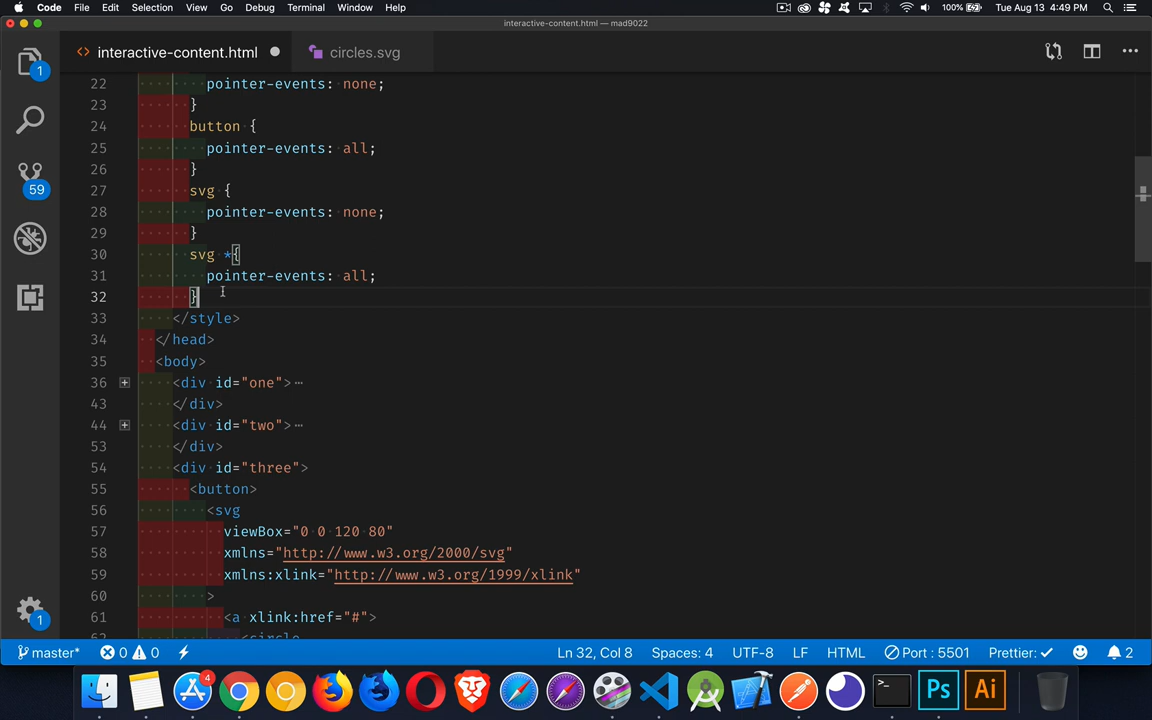 Code File Edit Selection View Go Debug Terminal Window Help 100% Tue Aug 13 4:49 PM
interactive-content.html — mad9022
<> interactive-content.html circles.svg
1
59
1
22 pointer-events: none;
23 }
24 button {
25 pointer-events: all;
26 }
27 svg {
28 pointer-events: none;
29 }
30 svg *{
31 pointer-events: all;
32 }
33 </style>
34 </head>
35 <body>
36 <div id="one">
43 </div>
44 <div id="two">
53 </div>
54 <div id="three">
55 <button>
56 <svg
57 viewBox="0 0 120 80"
58 xmlns="http://www.w3.org/2000/svg"
59 xmlns:xlink="http://www.w3.org/1999/xlink"
60 >
61 <a xlink:href="#">
62 <circle
master* 0 0 Ln 32, Col 8 Spaces: 4 UTF-8 LF HTML Port : 5501 Prettier: 2
4
>_
Ps Ai